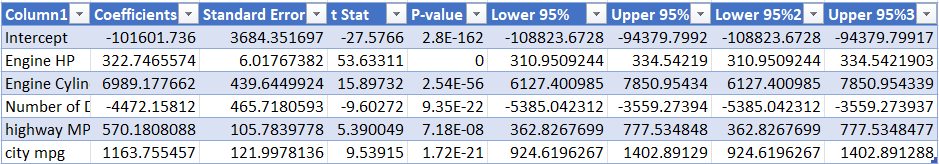 Column1 Coefficients Standard Error t Stat P-value Lower 95% Upper 95% Lower 95%2 Upper 95%3
Intercept -101601.736 3684.351697 -27.5766 2.8E-162 -108823.6728 -94379.7992 -108823.6728 -94379.79917
Engine HP 322.7465574 6.01767382 53.63311 0 310.9509244 334.54219 310.9509244 334.5421903
Engine Cylin 6989.177662 439.6449924 15.89732 2.54E-56 6127.400985 7850.95434 6127.400985 7850.954339
Number of D -4472.15812 465.7180593 -9.60272 9.35E-22 -5385.042312 -3559.27394 -5385.042312 -3559.273937
highway MP 570.1808088 105.7839778 5.390049 7.18E-08 362.8267699 777.534848 362.8267699 777.5348477
city mpg 1163.755457 121.9978136 9.53915 1.72E-21 924.6196267 1402.89129 924.6196267 1402.891288